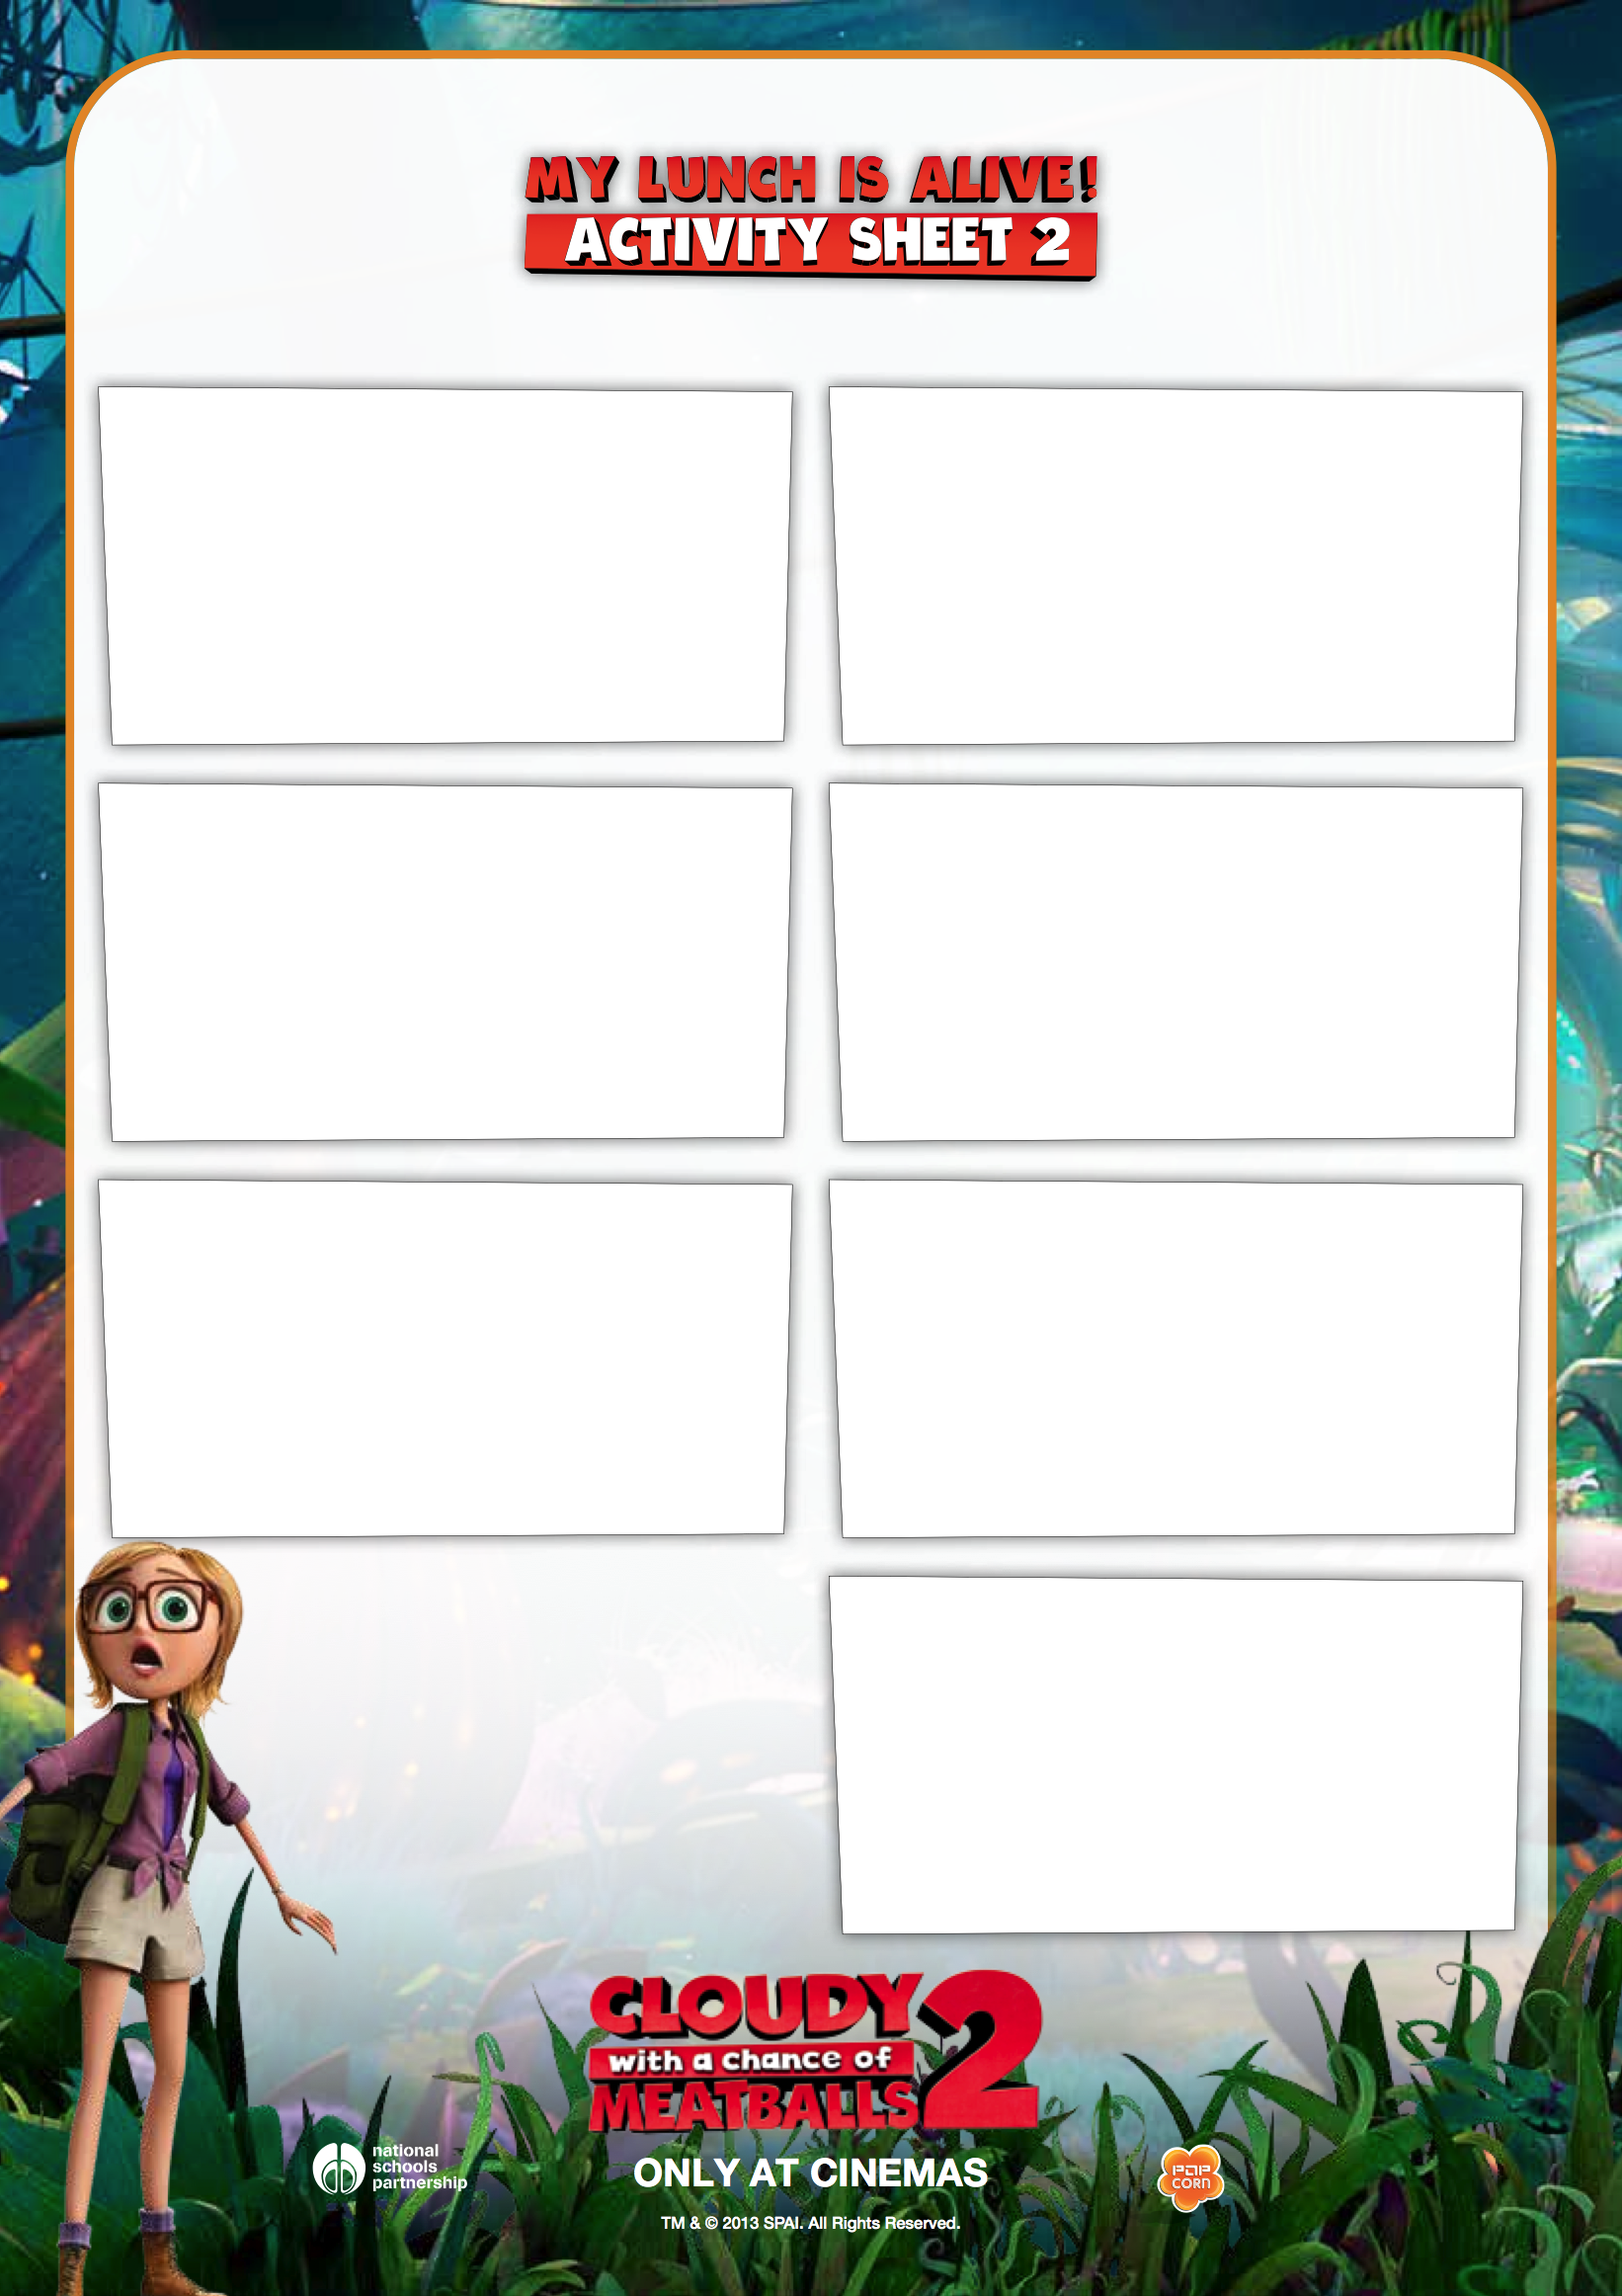 MY LUNCH IS ALIVE!
ACTIVITY SHEET 2
CLOUDY 2
with a chance of
MEATBALLS
national
schools
partnership
ONLY AT CINEMAS
POP
CORN
TM & © 2013 SPAI. All Rights Reserved.